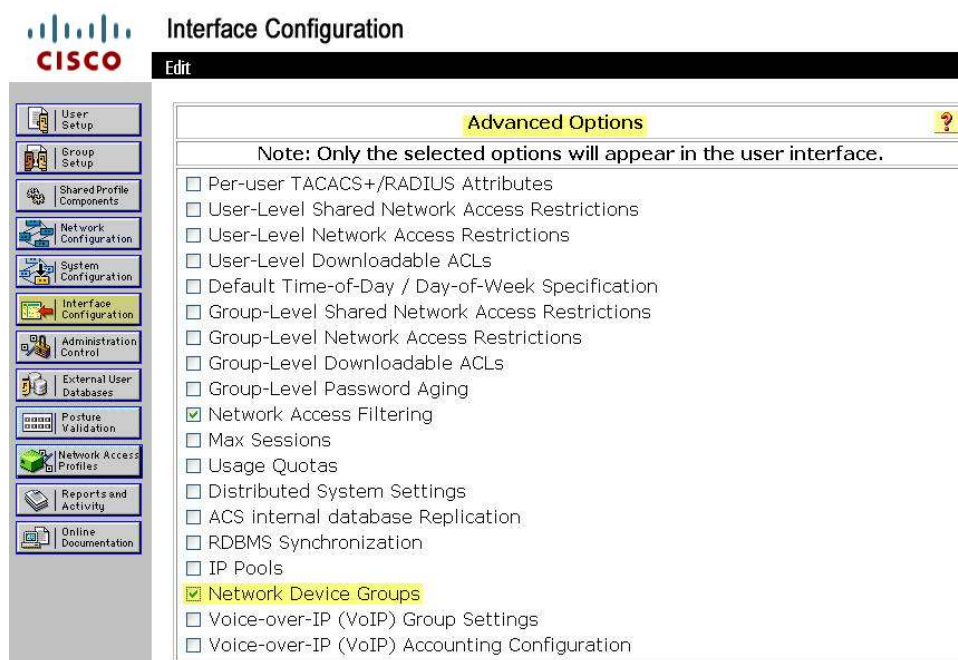 CISCO
Interface Configuration
Edit
User
Setup
Group
Setup
Shared Profile
Components
Network
Configuration
System
Configuration
Interface
Configuration
Administration
Control
External User
Databases
Posture
Validation
Network Access
Profiles
Reports and
Activity
Online
Documentation
Advanced Options
?
Note: Only the selected options will appear in the user interface.
Per-user TACACS+/RADIUS Attributes
User-Level Shared Network Access Restrictions
User-Level Network Access Restrictions
User-Level Downloadable ACLs
Default Time-of-Day / Day-of-Week Specification
Group-Level Shared Network Access Restrictions
Group-Level Network Access Restrictions
Group-Level Downloadable ACLs
Group-Level Password Aging
Network Access Filtering
Max Sessions
Usage Quotas
Distributed System Settings
ACS internal database Replication
RDBMS Synchronization
IP Pools
Network Device Groups
Voice-over-IP (VoIP) Group Settings
Voice-over-IP (VoIP) Accounting Configuration